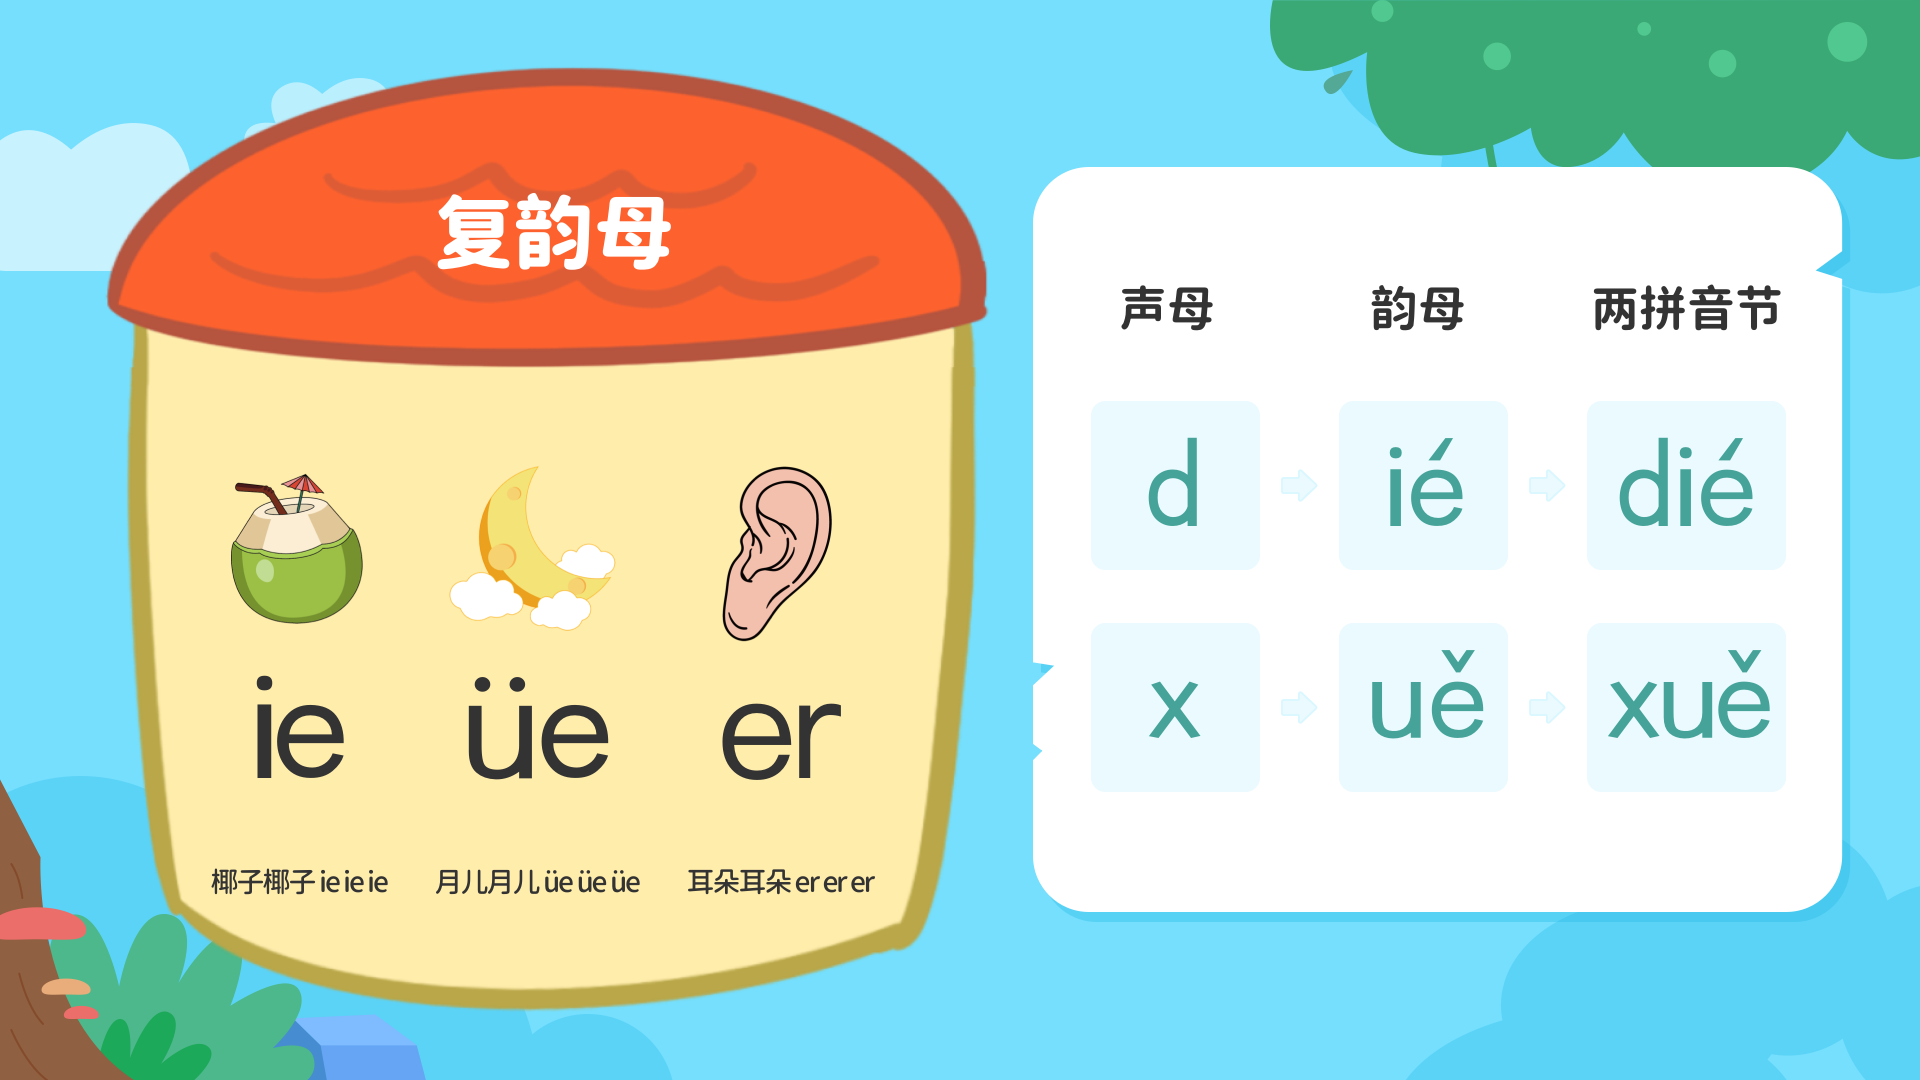 复韵母
ie üe er
椰子椰子 ie ie ie 月儿月儿 üe üe üe 耳朵耳朵 er er er
声母 韵母 两拼音节
d ié dié
x uě xuě